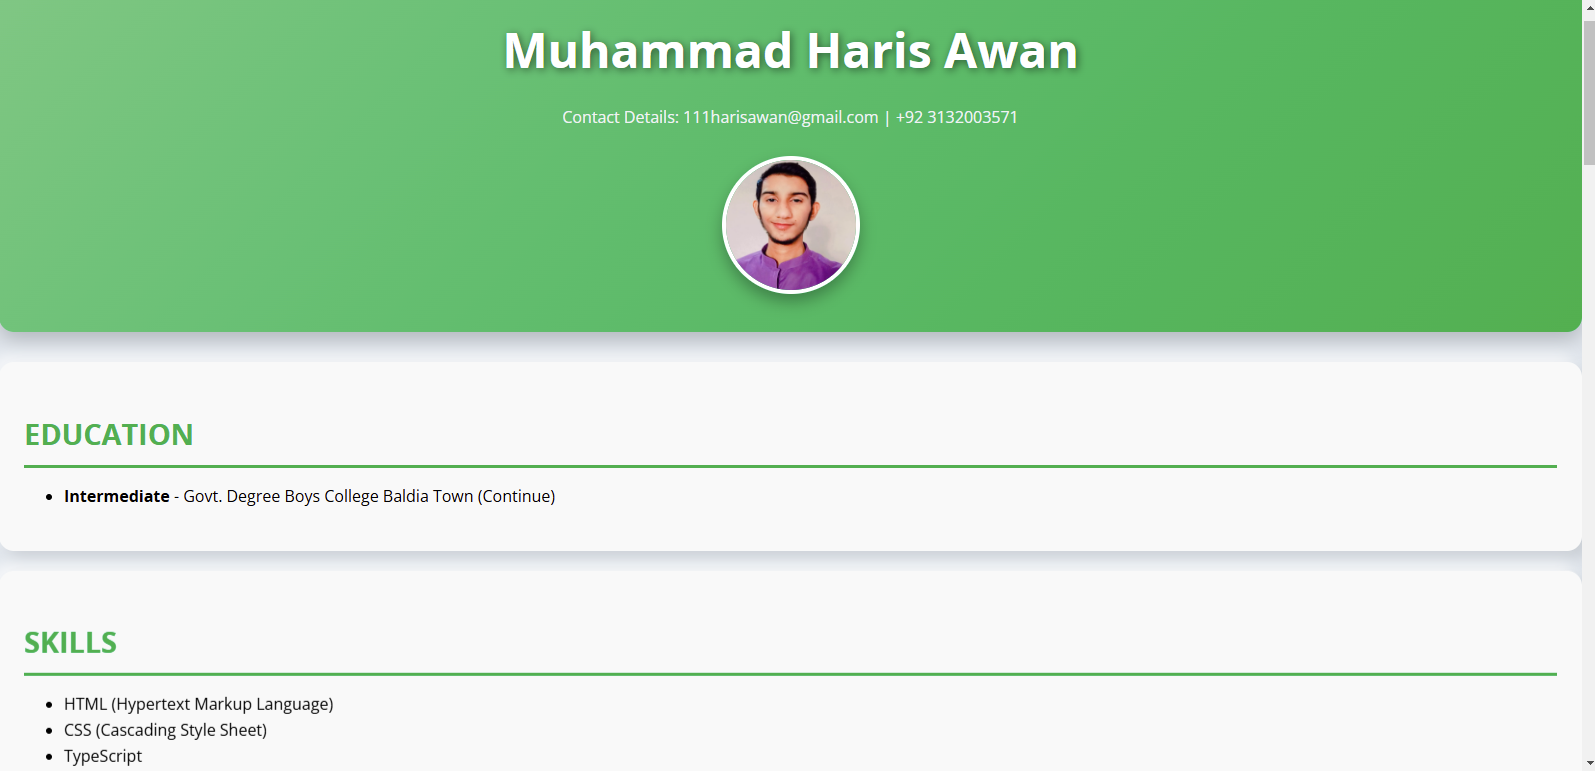 Muhammad Haris Awan
Contact Details: 111harisawan@gmail.com | +92 3132003571
EDUCATION
Intermediate - Govt. Degree Boys College Baldia Town (Continue)
SKILLS
HTML (Hypertext Markup Language)
CSS (Cascading Style Sheet)
TypeScript